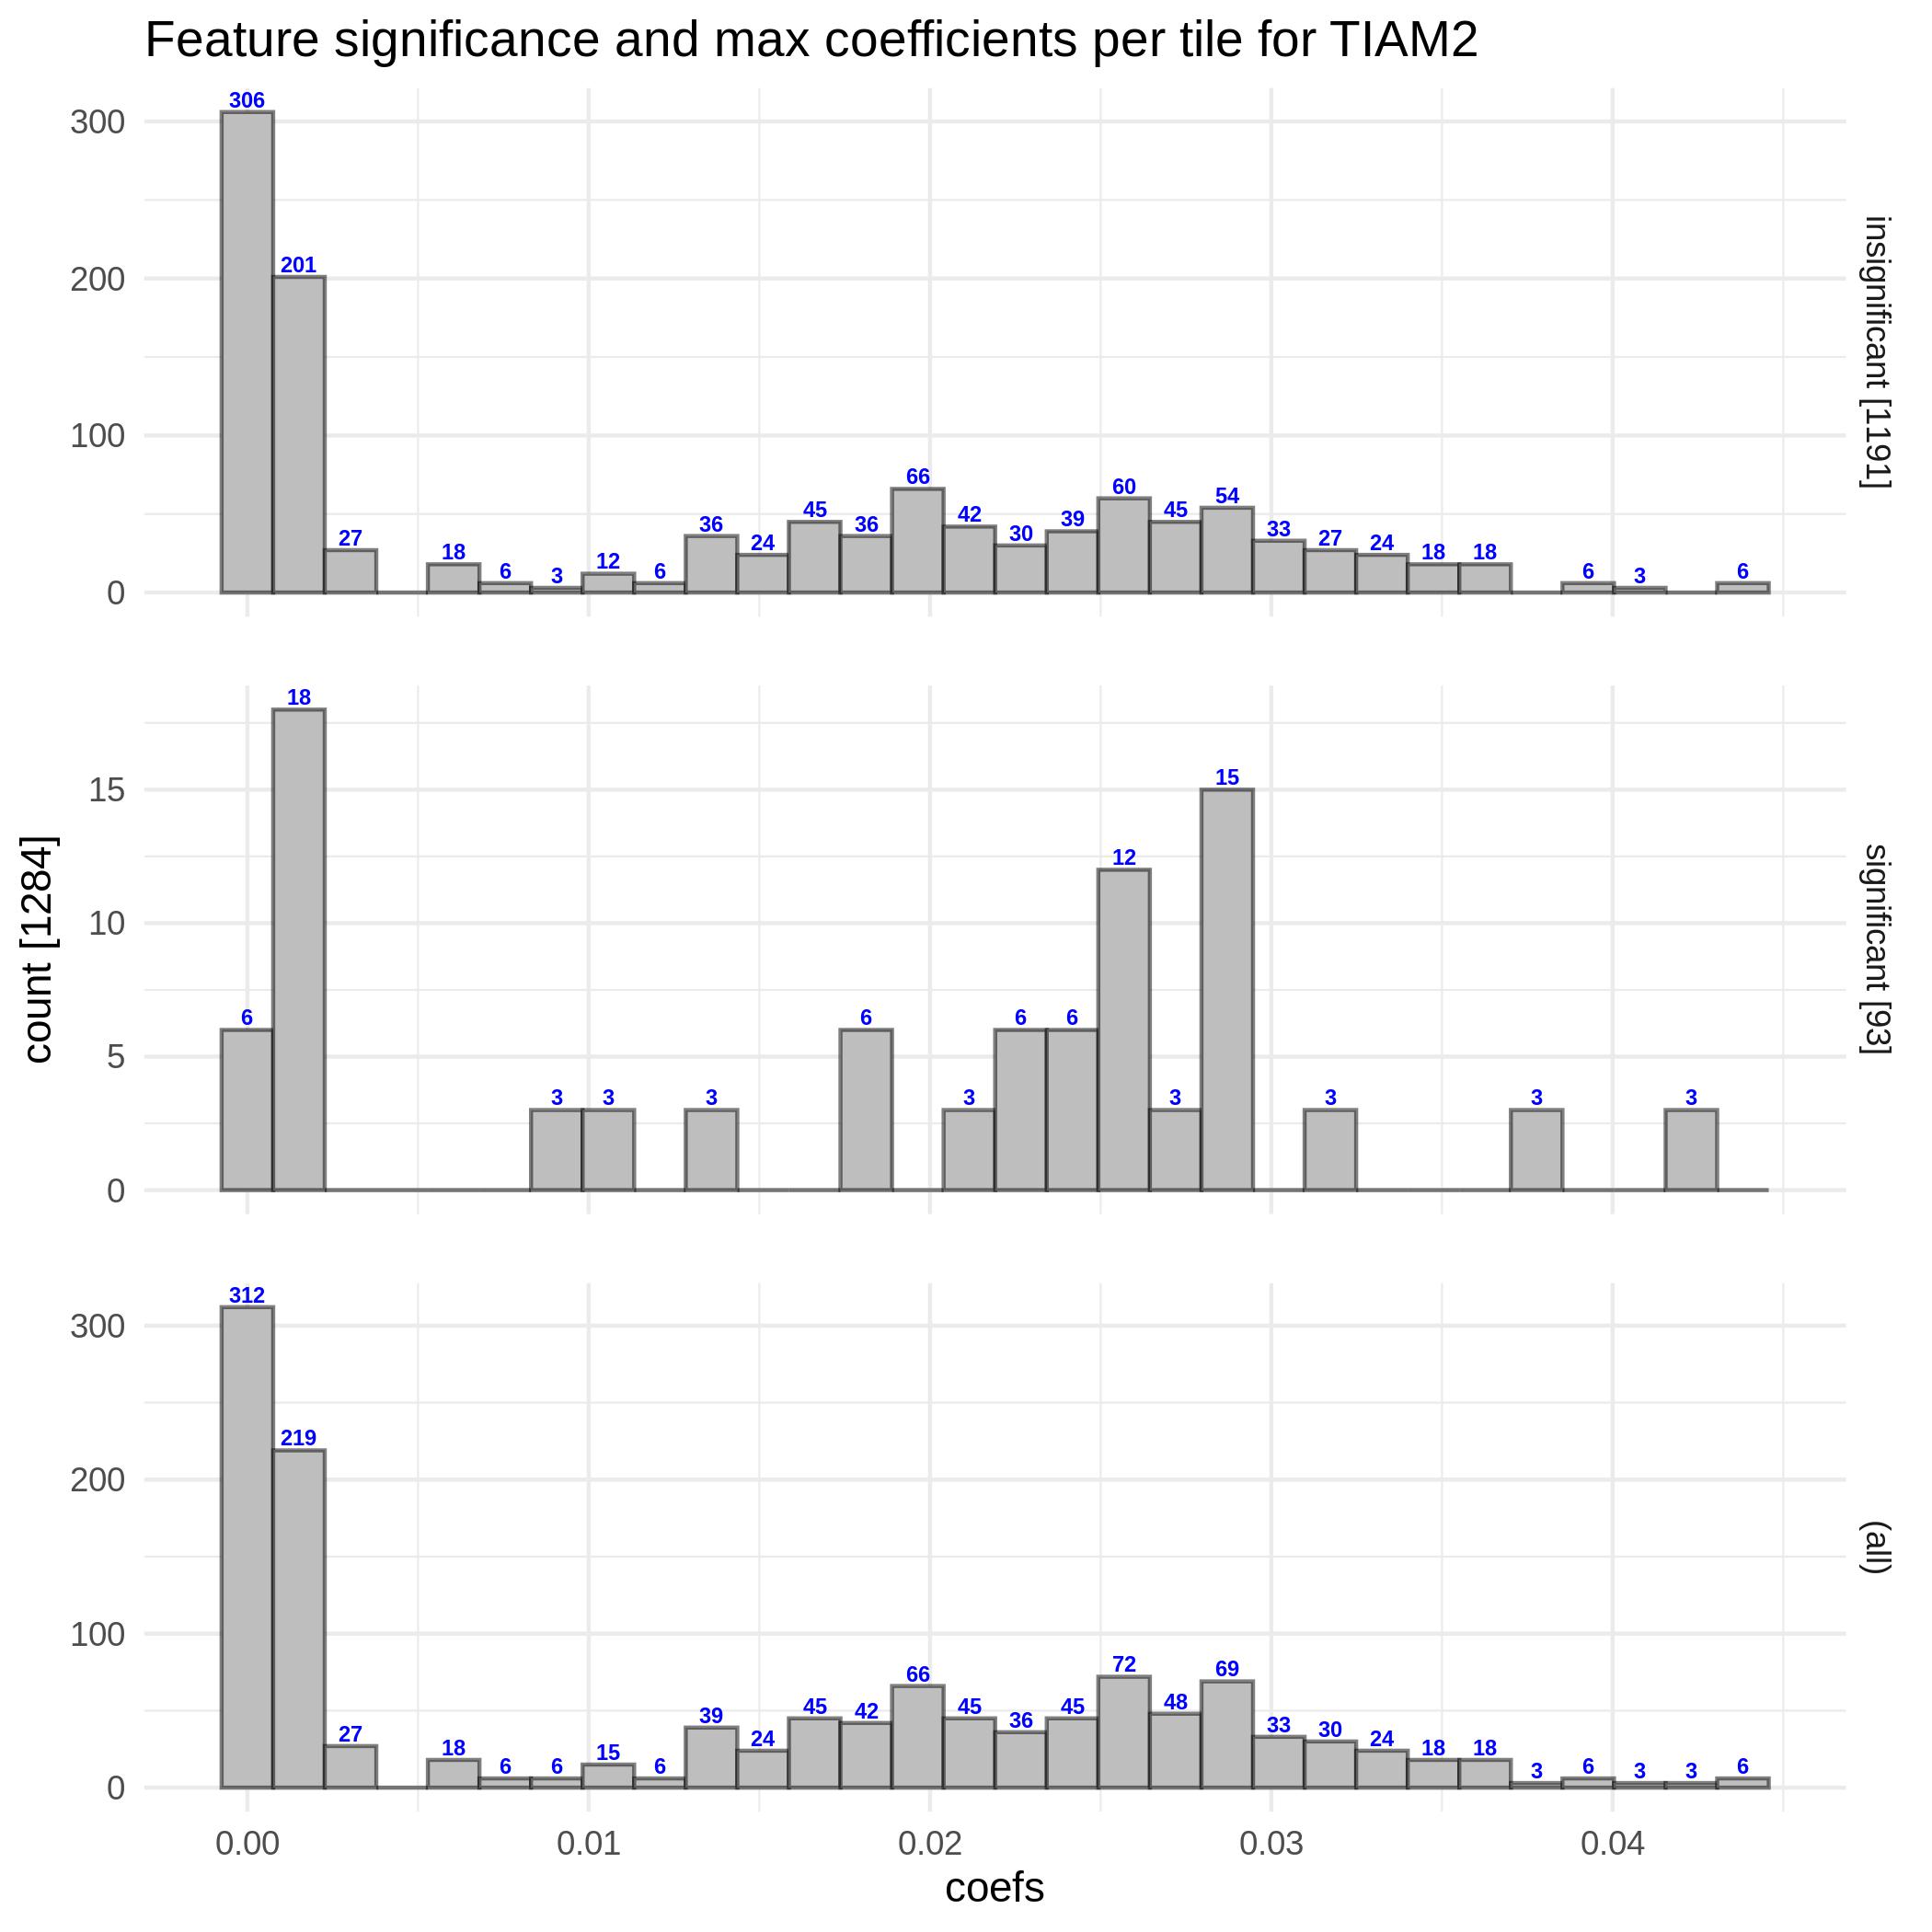 Feature significance and max coefficients per tile for TIAM2
306
300
201
200
insignificant [1191]
100
27 18 6 3 12 6 36 24 45 36 66 42 30 39 60 45 54 33 27 24 18 18 6 3 6
0
18
15
15
12
count [1284]
10
significant [93]
6 3 3 3 6 3 6 6 3 3 3 3
5
0
312
300
219
200
(all)
100
27 18 6 6 15 6 39 24 45 42 66 45 36 45 72 48 69 33 30 24 18 18 3 6 3 3 6
0
0.00 0.01 0.02 0.03 0.04
coefs